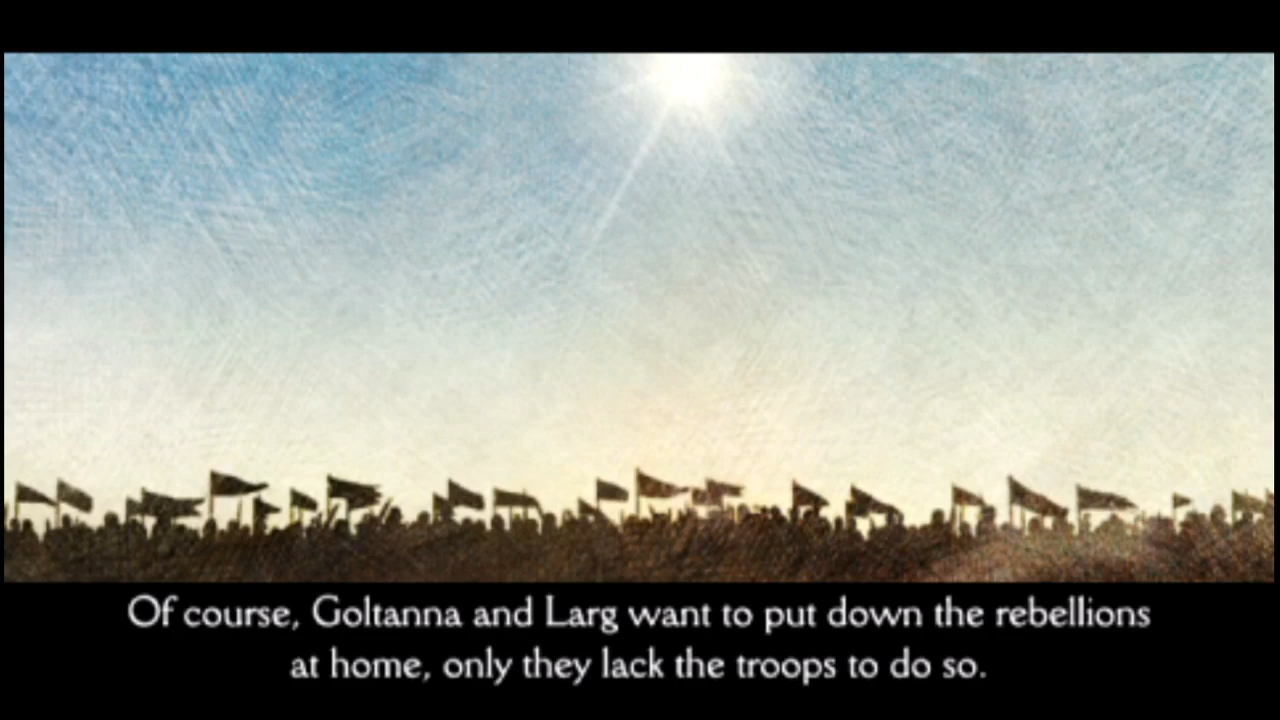 Of course, Goltanna and Larg want to put down the rebellions
at home, only they lack the troops to do so.